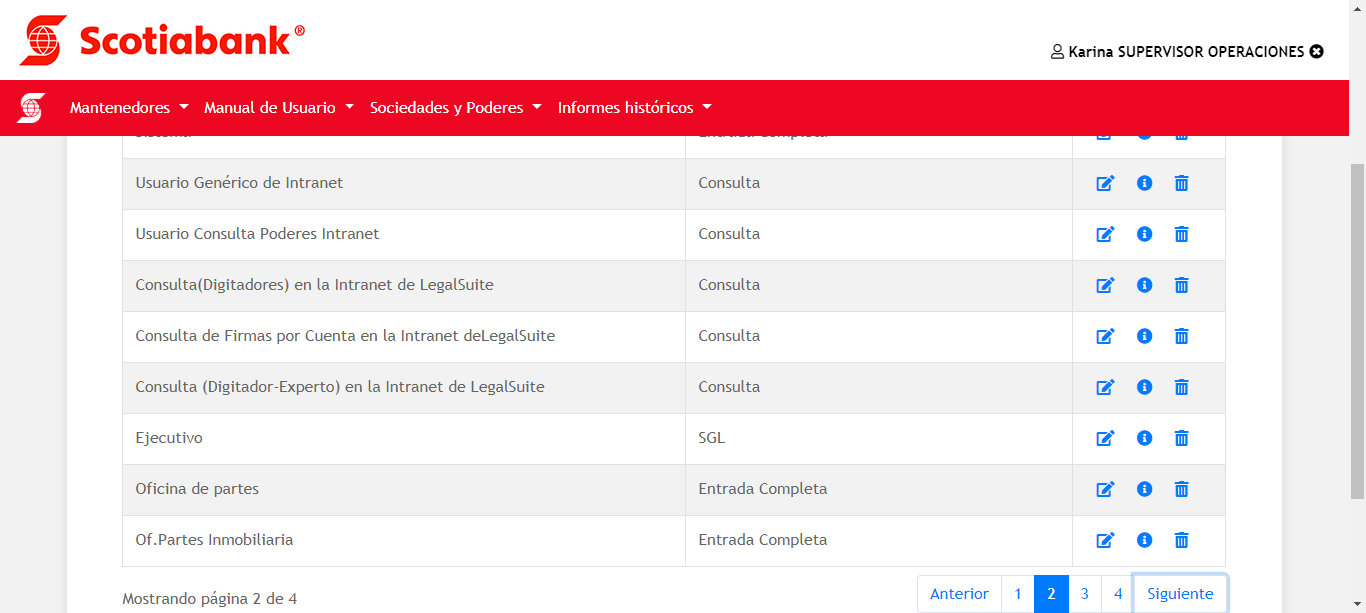 Scotiabank®
Karina SUPERVISOR OPERACIONES
Mantenedores Manual de Usuario Sociedades y Poderes Informes históricos
Usuario Genérico de Intranet Consulta
Usuario Consulta Poderes Intranet Consulta
Consulta(Digitadores) en la Intranet de LegalSuite Consulta
Consulta de Firmas por Cuenta en la Intranet deLegalSuite Consulta
Consulta (Digitador-Experto) en la Intranet de LegalSuite Consulta
Ejecutivo SGL
Oficina de partes Entrada Completa
Of.Partes Inmobiliaria Entrada Completa
Mostrando página 2 de 4 Anterior 1 2 3 4 Siguiente